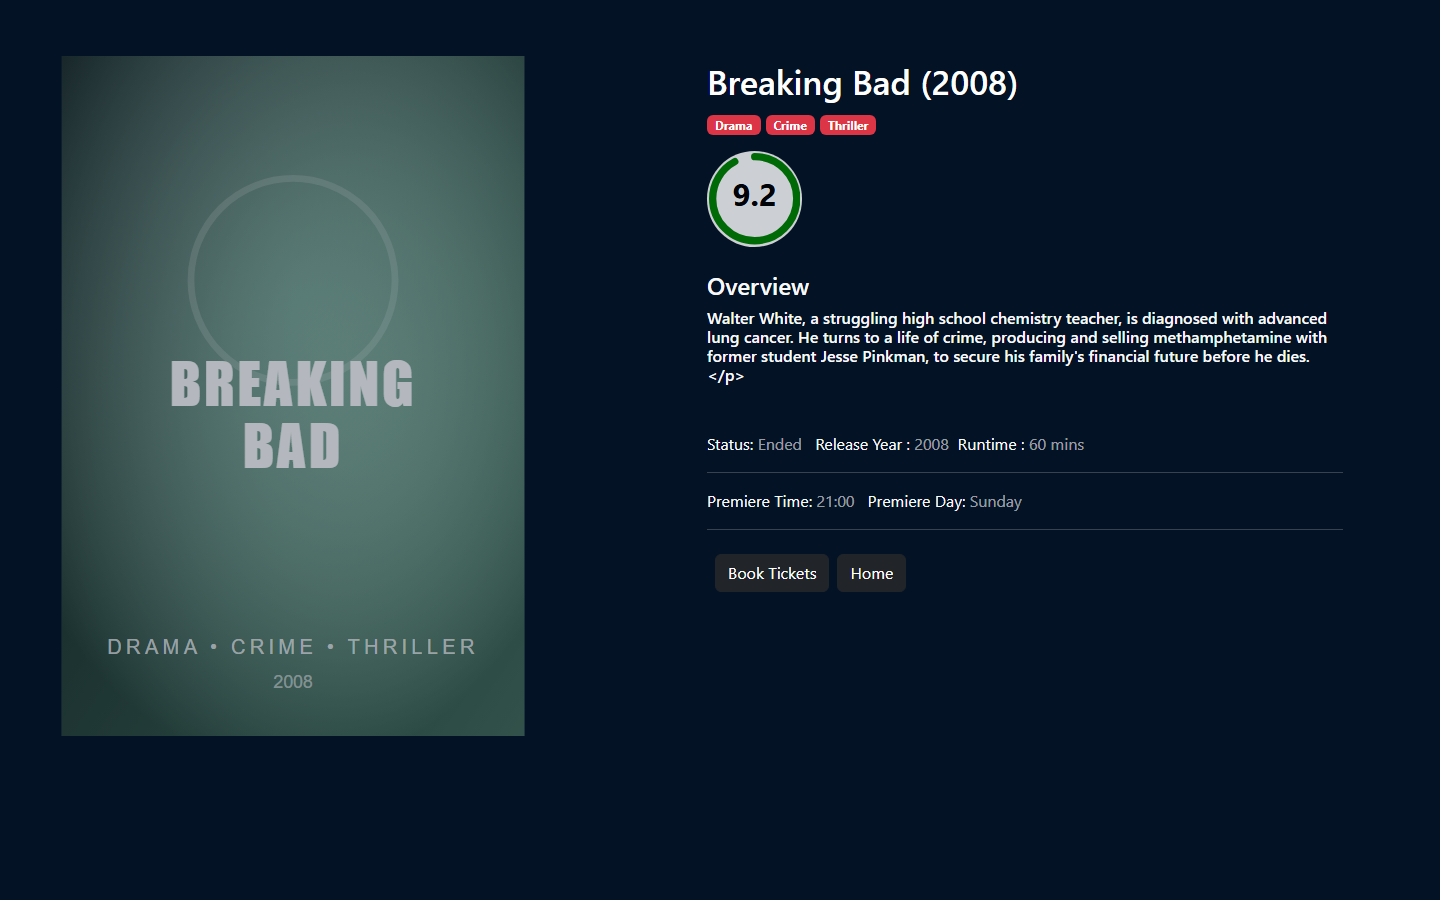 BREAKING
BAD
DRAMA • CRIME • THRILLER
2008
Breaking Bad (2008)
Drama Crime Thriller
9.2
Overview
Walter White, a struggling high school chemistry teacher, is diagnosed with advanced
lung cancer. He turns to a life of crime, producing and selling methamphetamine with
former student Jesse Pinkman, to secure his family's financial future before he dies.
</p>
Status: Ended Release Year : 2008 Runtime : 60 mins
Premiere Time: 21:00 Premiere Day: Sunday
Book Tickets Home